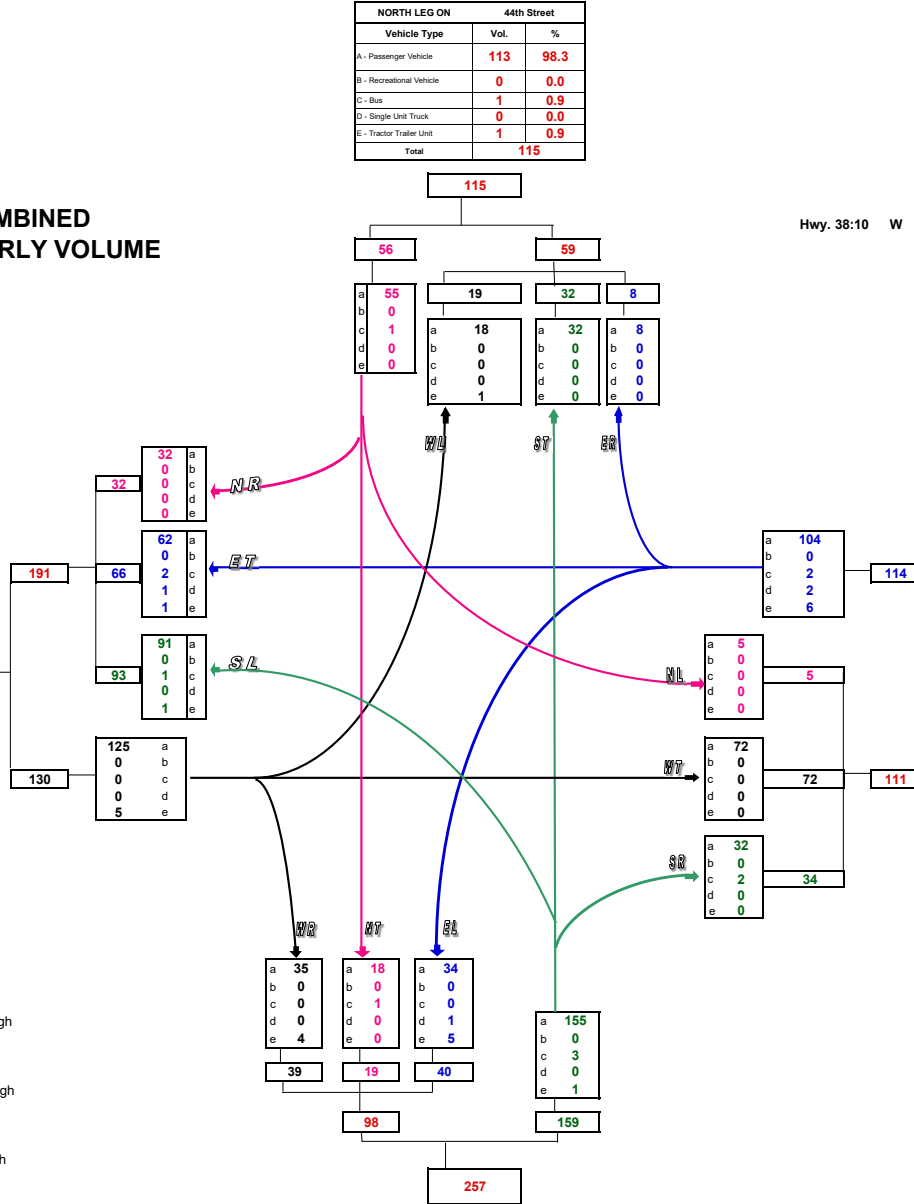 NORTH LEG ON 44th Street
Vehicle Type Vol. %
A - Passenger Vehicle 113 98.3
B - Recreational Vehicle 0 0.0
C - Bus 1 0.9
D - Single Unit Truck 0 0.0
E - Tractor Trailer Unit 1 0.9
Total 115
115
MBINED
RLY VOLUME
Hwy. 38:10 W
56
59
19
32
8
a 55
b 0
c 1
d 0
e 0
a 18
b 0
c 0
d 0
e 1
a 32
b 0
c 0
d 0
e 0
a 8
b 0
c 0
d 0
e 0
WL
ST
ER
32 a
0 b
0 c
0 d
0 e
32
NR
62 a
0 b
2 c
1 d
1 e
191
66
ET
a 104
b 0
c 2
d 2
e 6
114
91 a
0 b
1 c
0 d
1 e
93
SL
a 5
b 0
c 0
d 0
e 0
NL
5
125 a
0 b
0 c
0 d
5 e
130
a 72
b 0
c 0
d 0
e 0
WT
72
111
a 32
b 0
c 2
d 0
e 0
SR
34
WR
NT
EL
a 35
b 0
c 0
d 0
e 4
a 18
b 0
c 1
d 0
e 0
a 34
b 0
c 0
d 1
e 5
a 155
b 0
c 3
d 0
e 1
gh
39
19
40
gh
98
159
h
257